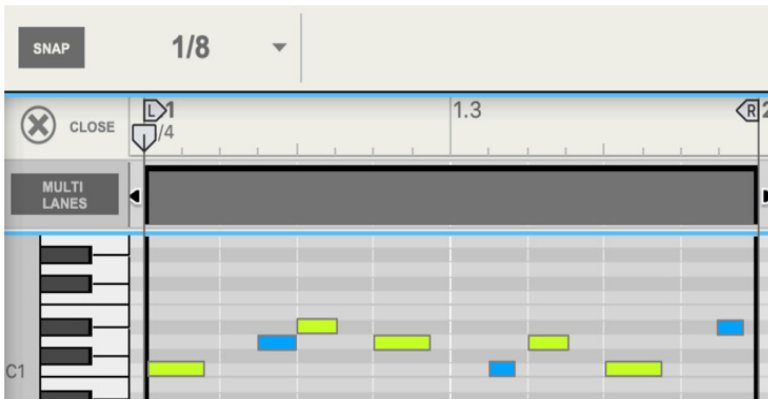 SNAP 1/8
L 1 1.3 R 2
/4
CLOSE
MULTI
LANES
C1